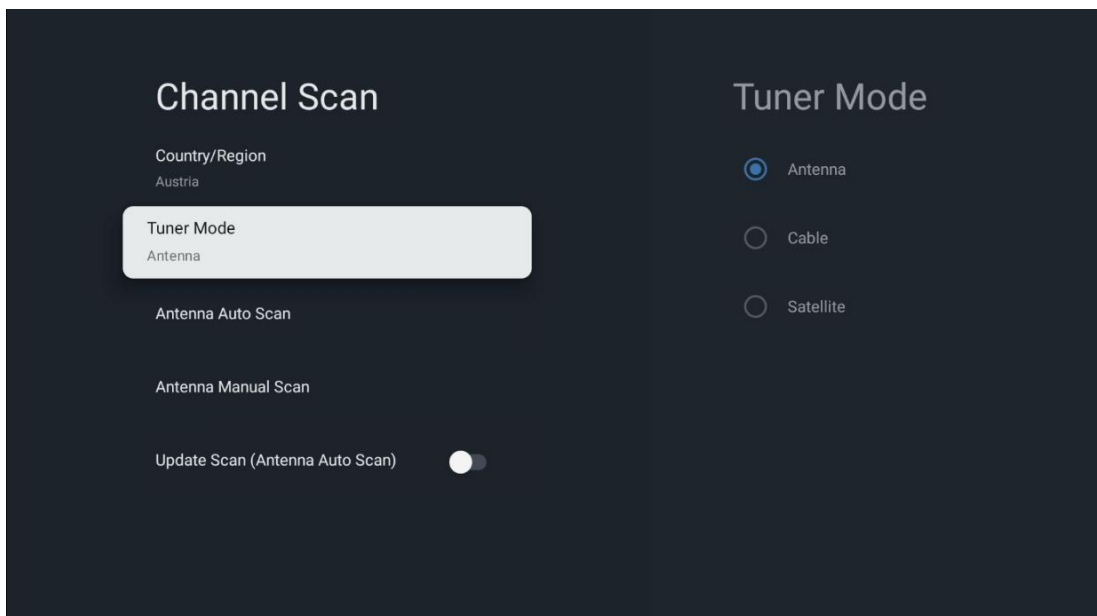 Channel Scan
Country/Region
Austria
Tuner Mode
Antenna
Antenna Auto Scan
Antenna Manual Scan
Update Scan (Antenna Auto Scan)
Tuner Mode
Antenna
Cable
Satellite